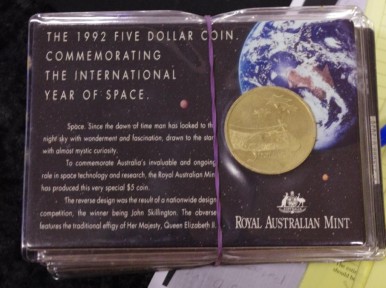 THE 1992 FIVE DOLLAR COIN.
COMMEMORATING
THE INTERNATIONAL
YEAR OF SPACE.
Space. Since the dawn of time man has looked to the
night sky with wonderment and fascination, drawn to the stars
with almost mystic curiosity.
To commemorate Australia's invaluable and ongoing
role in space technology and research, the Royal Australian Mint
has produced this very special $5 coin.
The reverse design was the result of a nationwide design
competition, the winner being John Skillington. The obverse
features the traditional effigy of Her Majesty, Queen Elizabeth II.
ROYAL AUSTRALIAN MINT